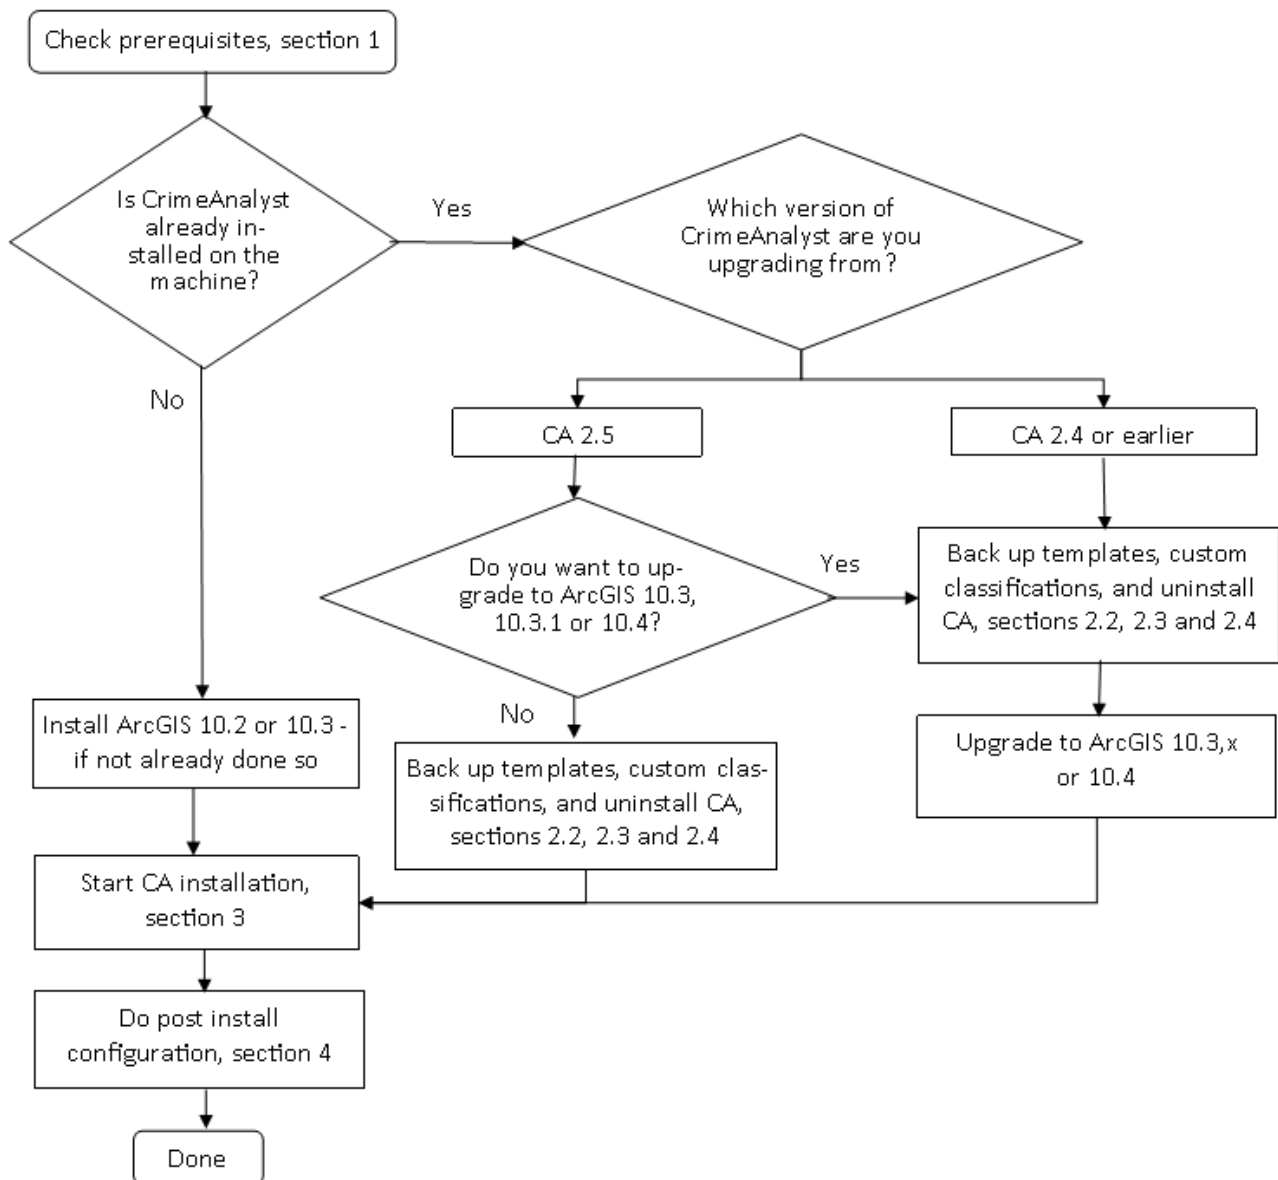 Check prerequisites, section 1
Is CrimeAnalyst
already in-
stalled on the
machine?
Yes
Which version of
CrimeAnalyst are you
upgrading from?
No
CA 2.5
CA 2.4 or earlier
Do you want to up-
grade to ArcGIS 10.3,
10.3.1 or 10.4?
Yes
Back up templates, custom
classifications, and uninstall
CA, sections 2.2, 2.3 and 2.4
No
Install ArcGIS 10.2 or 10.3 -
if not already done so
Back up templates, custom clas-
sifications, and uninstall CA,
sections 2.2, 2.3 and 2.4
Upgrade to ArcGIS 10.3,x
or 10.4
Start CA installation,
section 3
Do post install
configuration, section 4
Done